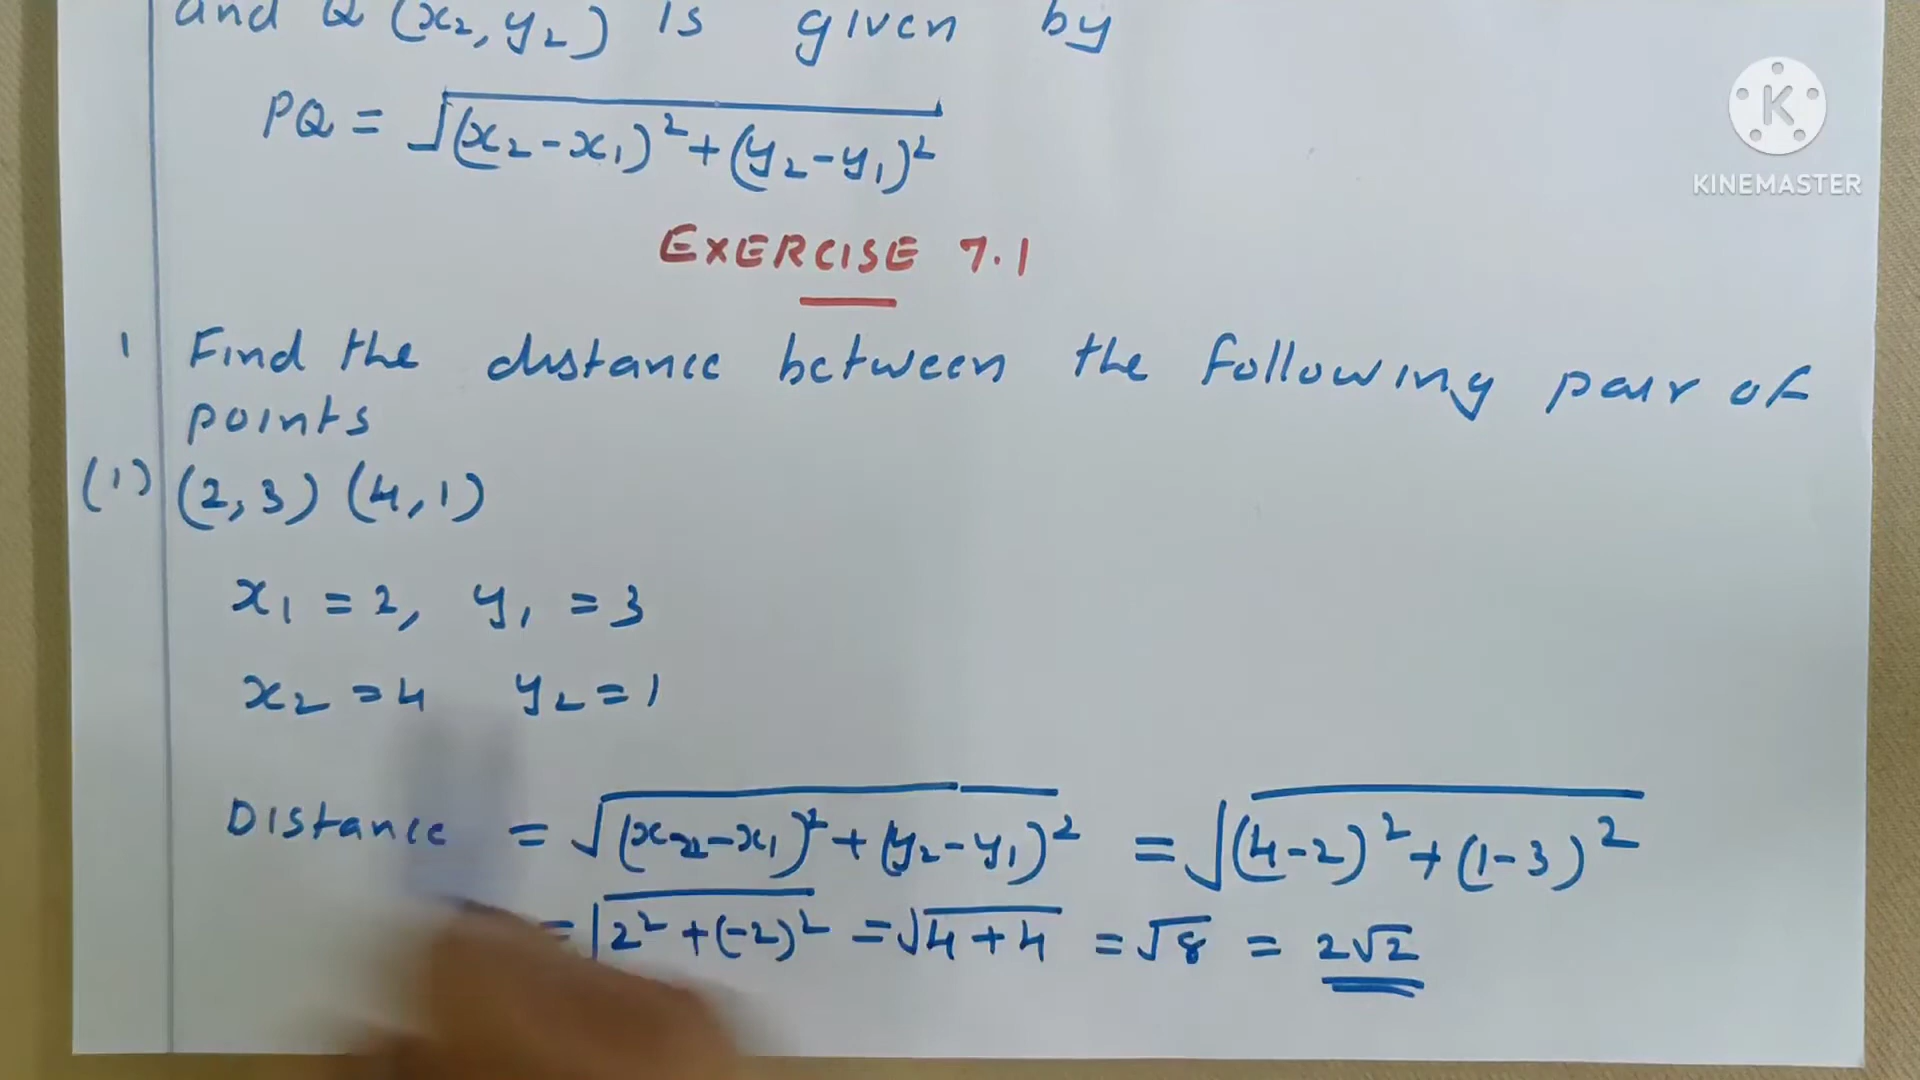 and Q (x₂, y₂) is given by
PQ = √(x₂-x₁)²+(y₂-y₁)²
EXERCISE 7.1
1 Find the distance between the following pair of
points
(1) (2,3) (4,1)
x₁ = 2, y₁ = 3
x₂ = 4 y₂ = 1
Distance = √(x₂-x₁)²+(y₂-y₁)² = √(4-2)²+(1-3)²
= √2²+(-2)² = √4+4 = √8 = 2√2
K
KINEMASTER